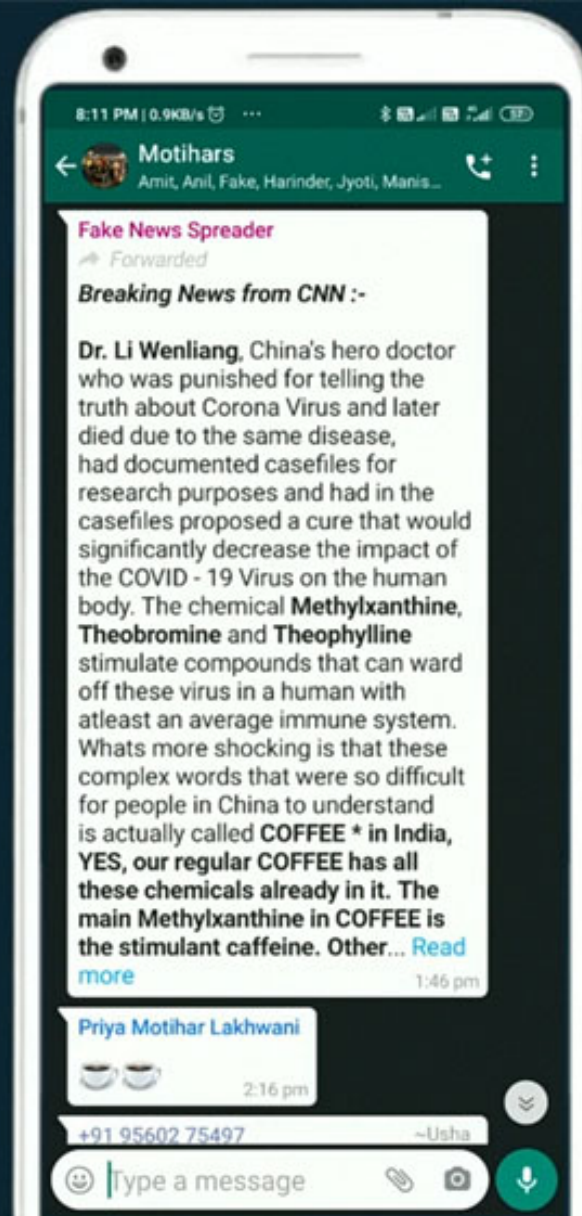 8:11 PM | 0.9KB/s ...
Motihars
Amit, Anil, Fake, Harinder, Jyoti, Manis...
Fake News Spreader
Forwarded
Breaking News from CNN :-
Dr. Li Wenliang, China's hero doctor
who was punished for telling the
truth about Corona Virus and later
died due to the same disease,
had documented casefiles for
research purposes and had in the
casefiles proposed a cure that would
significantly decrease the impact of
the COVID - 19 Virus on the human
body. The chemical Methylxanthine,
Theobromine and Theophylline
stimulate compounds that can ward
off these virus in a human with
atleast an average immune system.
Whats more shocking is that these
complex words that were so difficult
for people in China to understand
is actually called COFFEE * in India,
YES, our regular COFFEE has all
these chemicals already in it. The
main Methylxanthine in COFFEE is
the stimulant caffeine. Other... Read
more 1:46 pm
Priya Motihar Lakhwani
2:16 pm
+91 95602 75497 ~Usha
Type a message